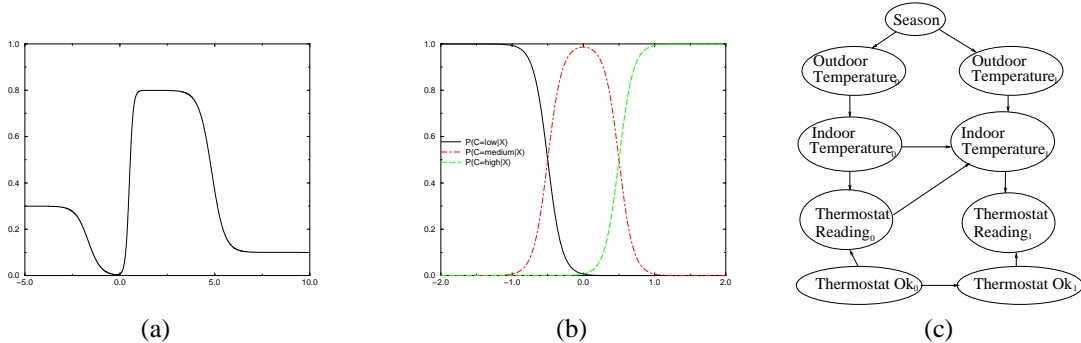 1.0
0.8
0.6
0.4
0.2
0.0
−5.0 0.0 5.0 10.0
(a)
1.0
0.8
0.6
0.4
0.2
0.0
−2.0 −1.0 0.0 1.0 2.0
P(C=low|X)
P(C=medium|X)
P(C=high|X)
(b)
Season
Outdoor
Temperature0
Outdoor
Temperature1
Indoor
Temperature0
Indoor
Temperature1
Thermostat
Reading0
Thermostat
Reading1
Thermostat Ok0
Thermostat Ok1
(c)